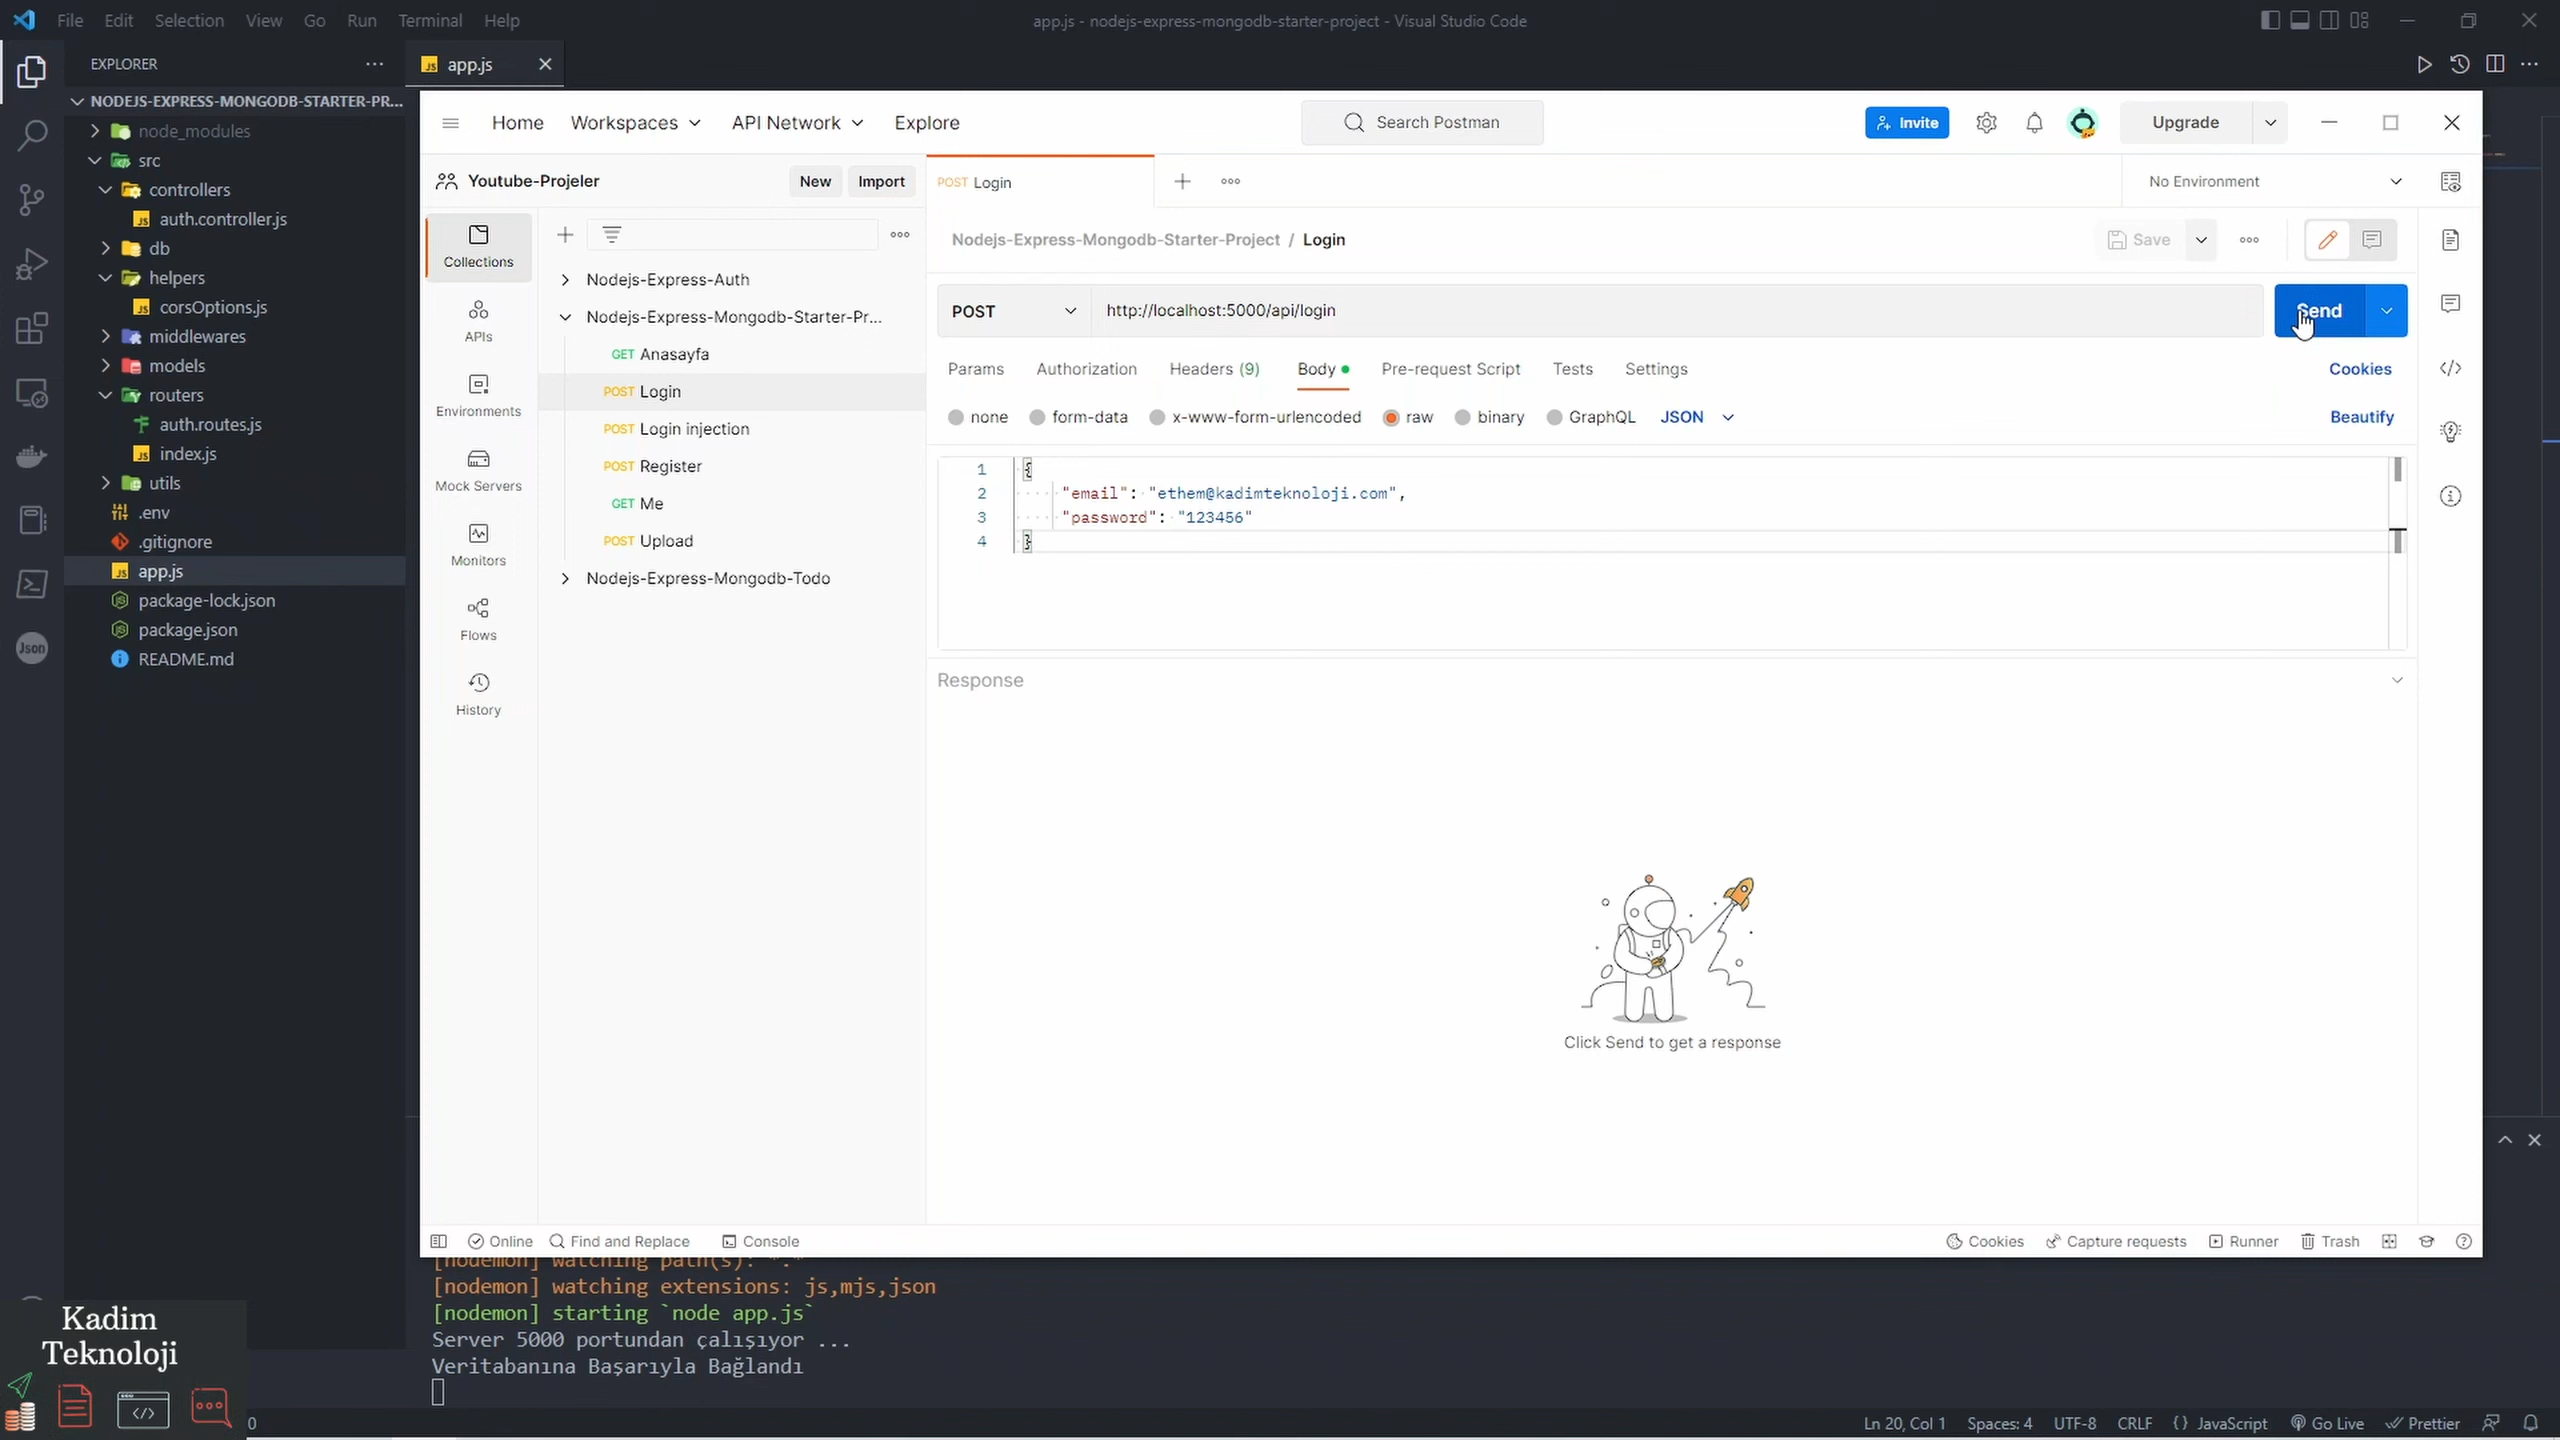 File Edit Selection View Go Run Terminal Help
app.js - nodejs-express-mongodb-starter-project - Visual Studio Code
EXPLORER
app.js
NODEJS-EXPRESS-MONGODB-STARTER-PR...
node_modules
src
controllers
auth.controller.js
db
helpers
corsOptions.js
middlewares
models
routers
auth.routes.js
index.js
utils
.env
.gitignore
app.js
package-lock.json
package.json
README.md
Json
Home Workspaces API Network Explore
Search Postman
Invite
Upgrade
Youtube-Projeler
New Import
POST Login
No Environment
Collections
APIs
Environments
Mock Servers
Monitors
Flows
History
Nodejs-Express-Auth
Nodejs-Express-Mongodb-Starter-Pr...
GET Anasayfa
POST Login
POST Login injection
POST Register
GET Me
POST Upload
Nodejs-Express-Mongodb-Todo
Nodejs-Express-Mongodb-Starter-Project / Login
Save
POST http://localhost:5000/api/login
Send
Params Authorization Headers (9) Body Pre-request Script Tests Settings
Cookies
none form-data x-www-form-urlencoded raw binary GraphQL JSON
Beautify
1 {
2 "email": "ethem@kadimteknoloji.com",
3 "password": "123456"
4 }
Response
Click Send to get a response
Online Find and Replace Console
Cookies Capture requests Runner Trash
[nodemon] watching path(s): *.*
[nodemon] watching extensions: js,mjs,json
[nodemon] starting `node app.js`
Server 5000 portundan çalışıyor ...
Veritabanına Başarıyla Bağlandı
Kadim
Teknoloji
0
Ln 20, Col 1 Spaces: 4 UTF-8 CRLF {} JavaScript Go Live Prettier